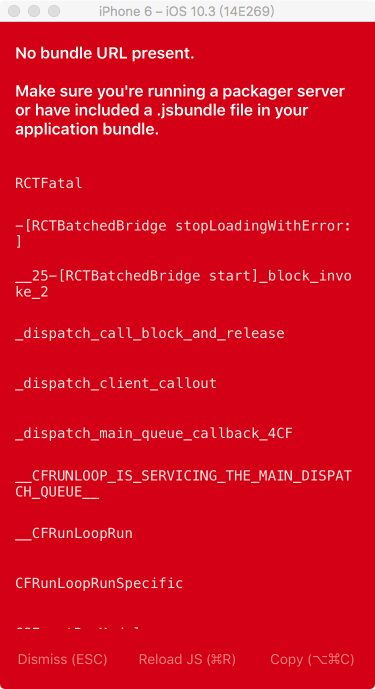 iPhone 6 – iOS 10.3 (14E269)
No bundle URL present.
Make sure you're running a packager server
or have included a .jsbundle file in your
application bundle.
RCTFatal
-[RCTBatchedBridge stopLoadingWithError:
]
__25-[RCTBatchedBridge start]_block_invo
ke_2
_dispatch_call_block_and_release
_dispatch_client_callout
_dispatch_main_queue_callback_4CF
__CFRUNLOOP_IS_SERVICING_THE_MAIN_DISPAT
CH_QUEUE__
__CFRunLoopRun
CFRunLoopRunSpecific
Dismiss (ESC) Reload JS (⌘R) Copy (⌥⌘C)